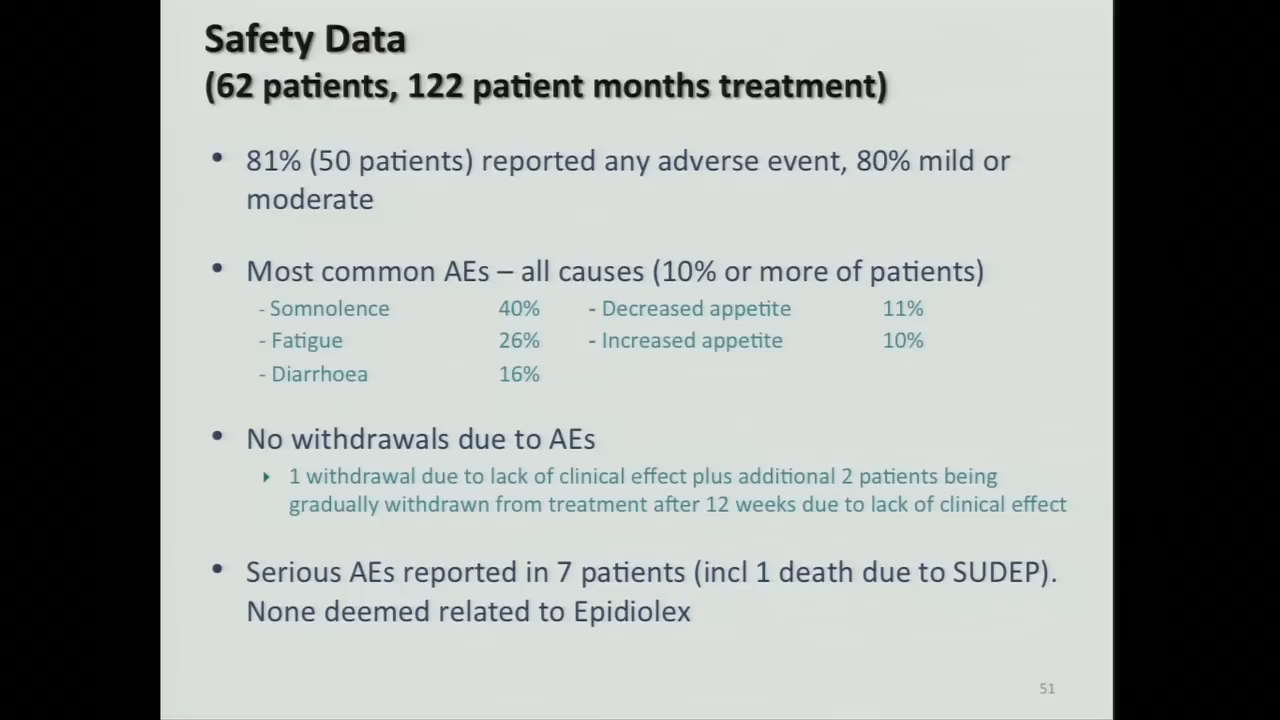 Safety Data
(62 patients, 122 patient months treatment)
• 81% (50 patients) reported any adverse event, 80% mild or
moderate
• Most common AEs – all causes (10% or more of patients)
- Somnolence 40% - Decreased appetite 11%
- Fatigue 26% - Increased appetite 10%
- Diarrhoea 16%
• No withdrawals due to AEs
‣ 1 withdrawal due to lack of clinical effect plus additional 2 patients being
gradually withdrawn from treatment after 12 weeks due to lack of clinical effect
• Serious AEs reported in 7 patients (incl 1 death due to SUDEP).
None deemed related to Epidiolex
51